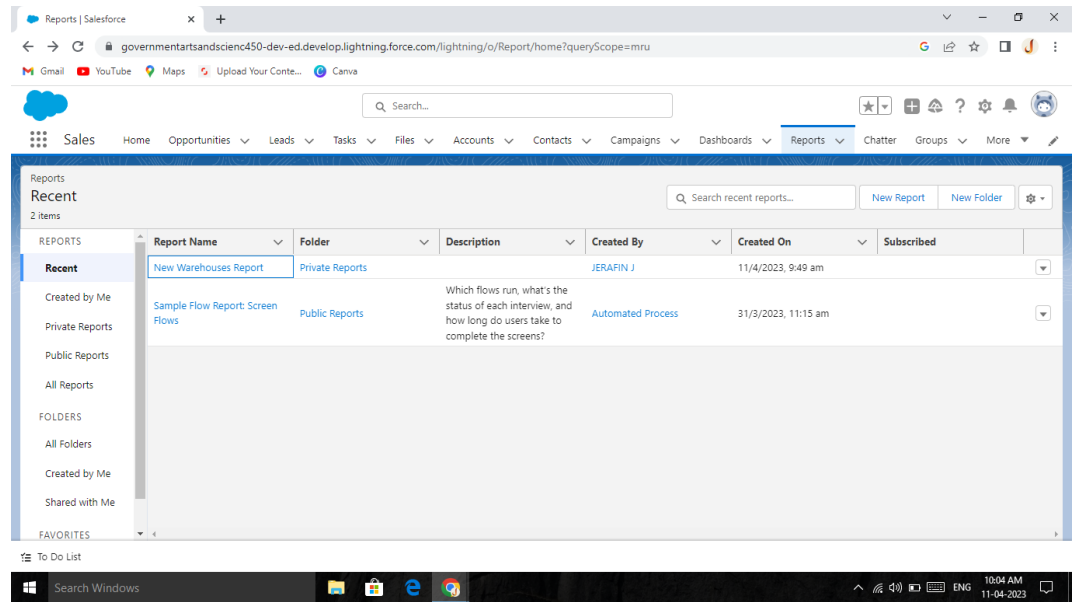 Reports | Salesforce
governmentartsandscienc450-dev-ed.develop.lightning.force.com/lightning/o/Report/home?queryScope=mru
Gmail YouTube Maps Upload Your Conte... Canva
Search...
Sales Home Opportunities Leads Tasks Files Accounts Contacts Campaigns Dashboards Reports Chatter Groups More
Reports
Recent
2 items
Search recent reports...
New Report New Folder
REPORTS
Recent
Created by Me
Private Reports
Public Reports
All Reports
FOLDERS
All Folders
Created by Me
Shared with Me
FAVORITES
Report Name Folder Description Created By Created On Subscribed
New Warehouses Report Private Reports JERAFIN J 11/4/2023, 9:49 am
Sample Flow Report: Screen
Flows
Public Reports
Which flows run, what's the
status of each interview, and
how long do users take to
complete the screens?
Automated Process
31/3/2023, 11:15 am
To Do List
Search Windows
ENG
10:04 AM
11-04-2023